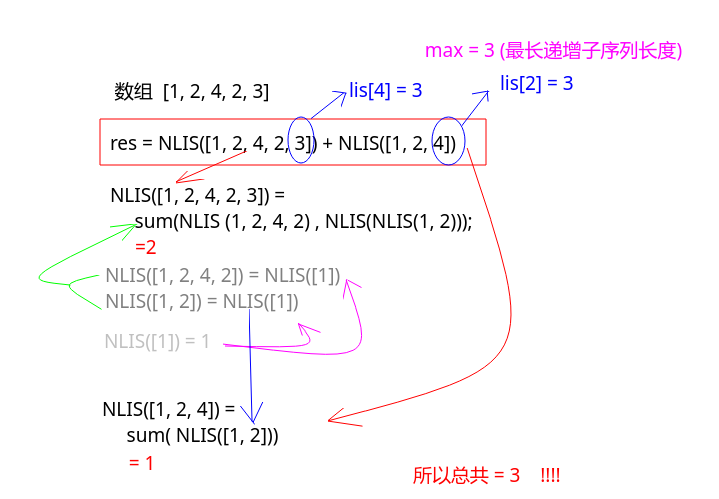 max = 3 (最长递增子序列长度)
数组  [1, 2, 4, 2, 3]
lis[4] = 3
lis[2] = 3
res = NLIS([1, 2, 4, 2, 3]) + NLIS([1, 2, 4])
NLIS([1, 2, 4, 2, 3]) =
sum(NLIS (1, 2, 4, 2) , NLIS(NLIS(1, 2)));
=2
NLIS([1, 2, 4, 2]) = NLIS([1])
NLIS([1, 2]) = NLIS([1])
NLIS([1]) = 1
NLIS([1, 2, 4]) =
sum( NLIS([1, 2]))
= 1
所以总共 = 3    !!!!